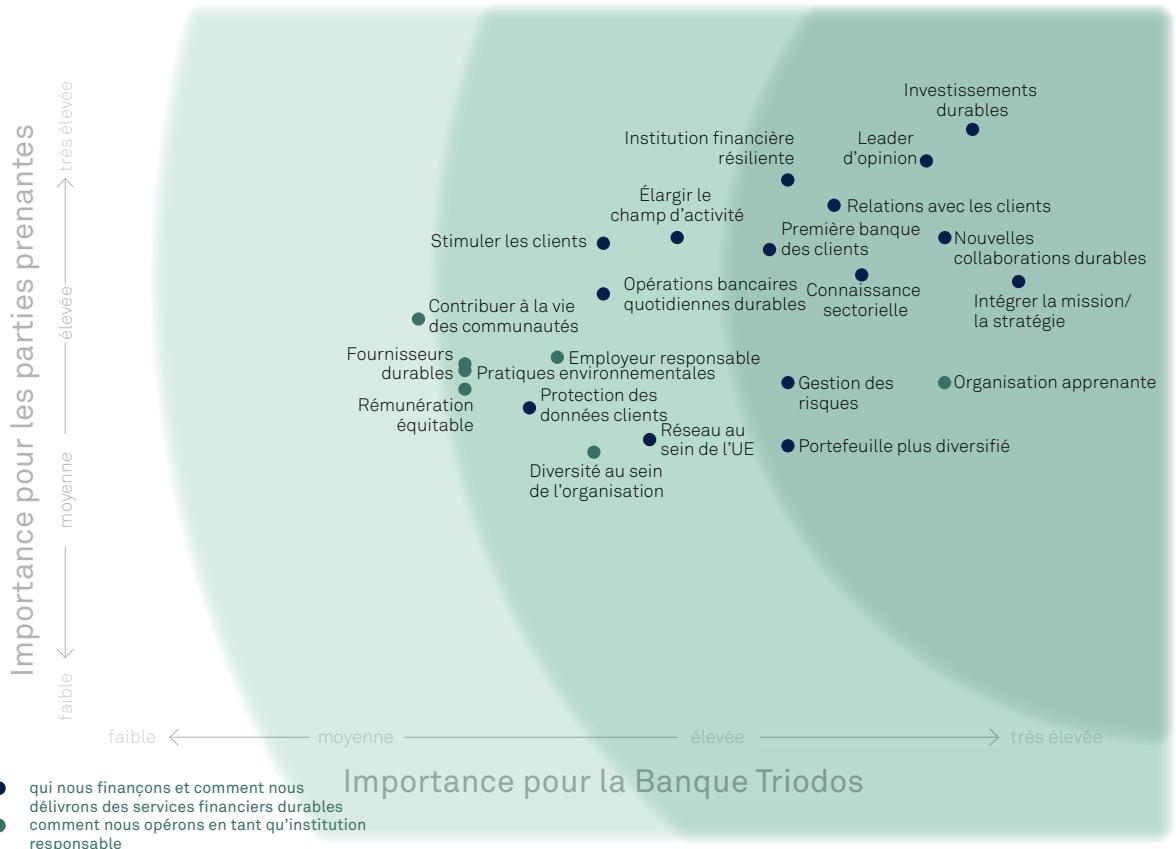 Importance pour les parties prenantes
très élevée
élevée
moyenne
faible
Investissements
durables
Institution financière
résiliente
Leader
d'opinion
Élargir le
champ d'activité
Relations avec les clients
Stimuler les clients
Première banque
des clients
Nouvelles
collaborations durables
Opérations bancaires
quotidiennes durables
Connaissance
sectorielle
Intégrer la mission/
la stratégie
Contribuer à la vie
des communautés
Fournisseurs
durables
Employeur responsable
Pratiques environnementales
Gestion des
risques
Organisation apprenante
Rémunération
équitable
Protection des
données clients
Réseau au
sein de l'UE
Portefeuille plus diversifié
Diversité au sein
de l'organisation
faible
moyenne
élevée
très élevée
Importance pour la Banque Triodos
qui nous finançons et comment nous
délivrons des services financiers durables
comment nous opérons en tant qu'institution
responsable